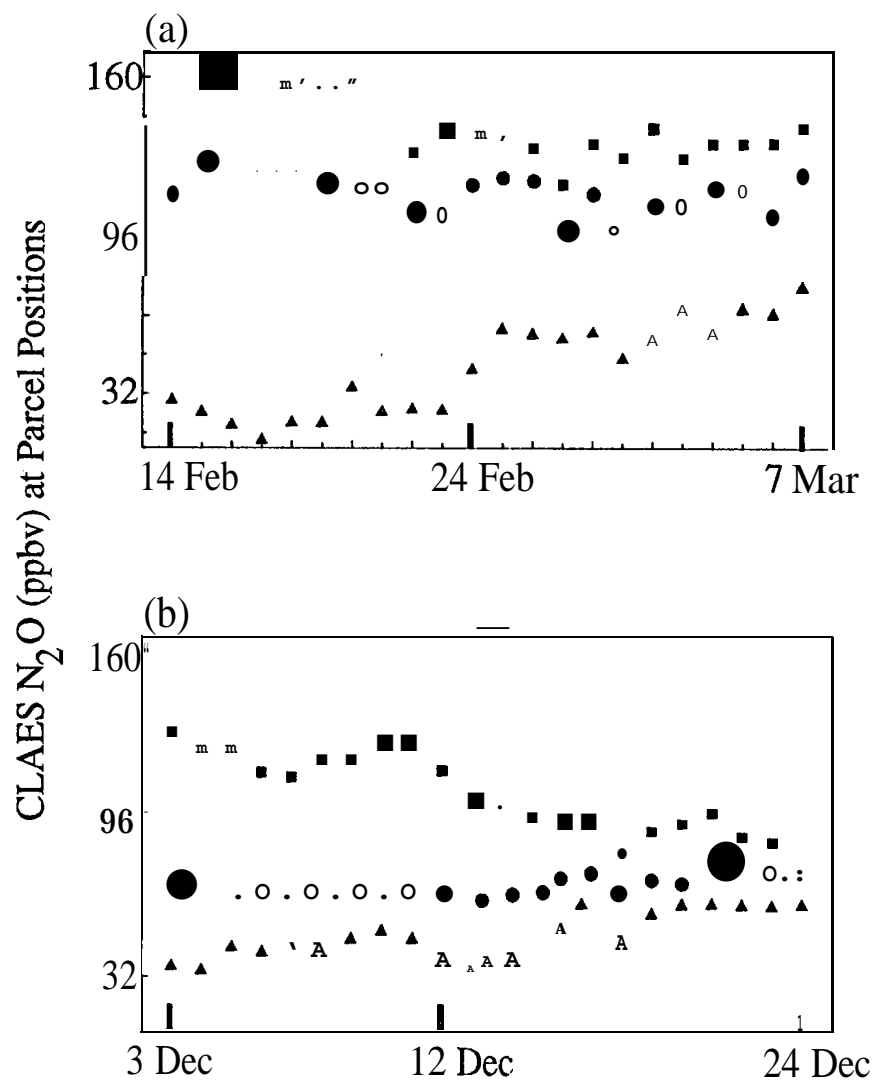 (a)
160
96
32
14 Feb
24 Feb
7 Mar
CLAES N2O (ppbv) at Parcel Positions
(b)
160
96
32
3 Dec
12 Dec
24 Dec